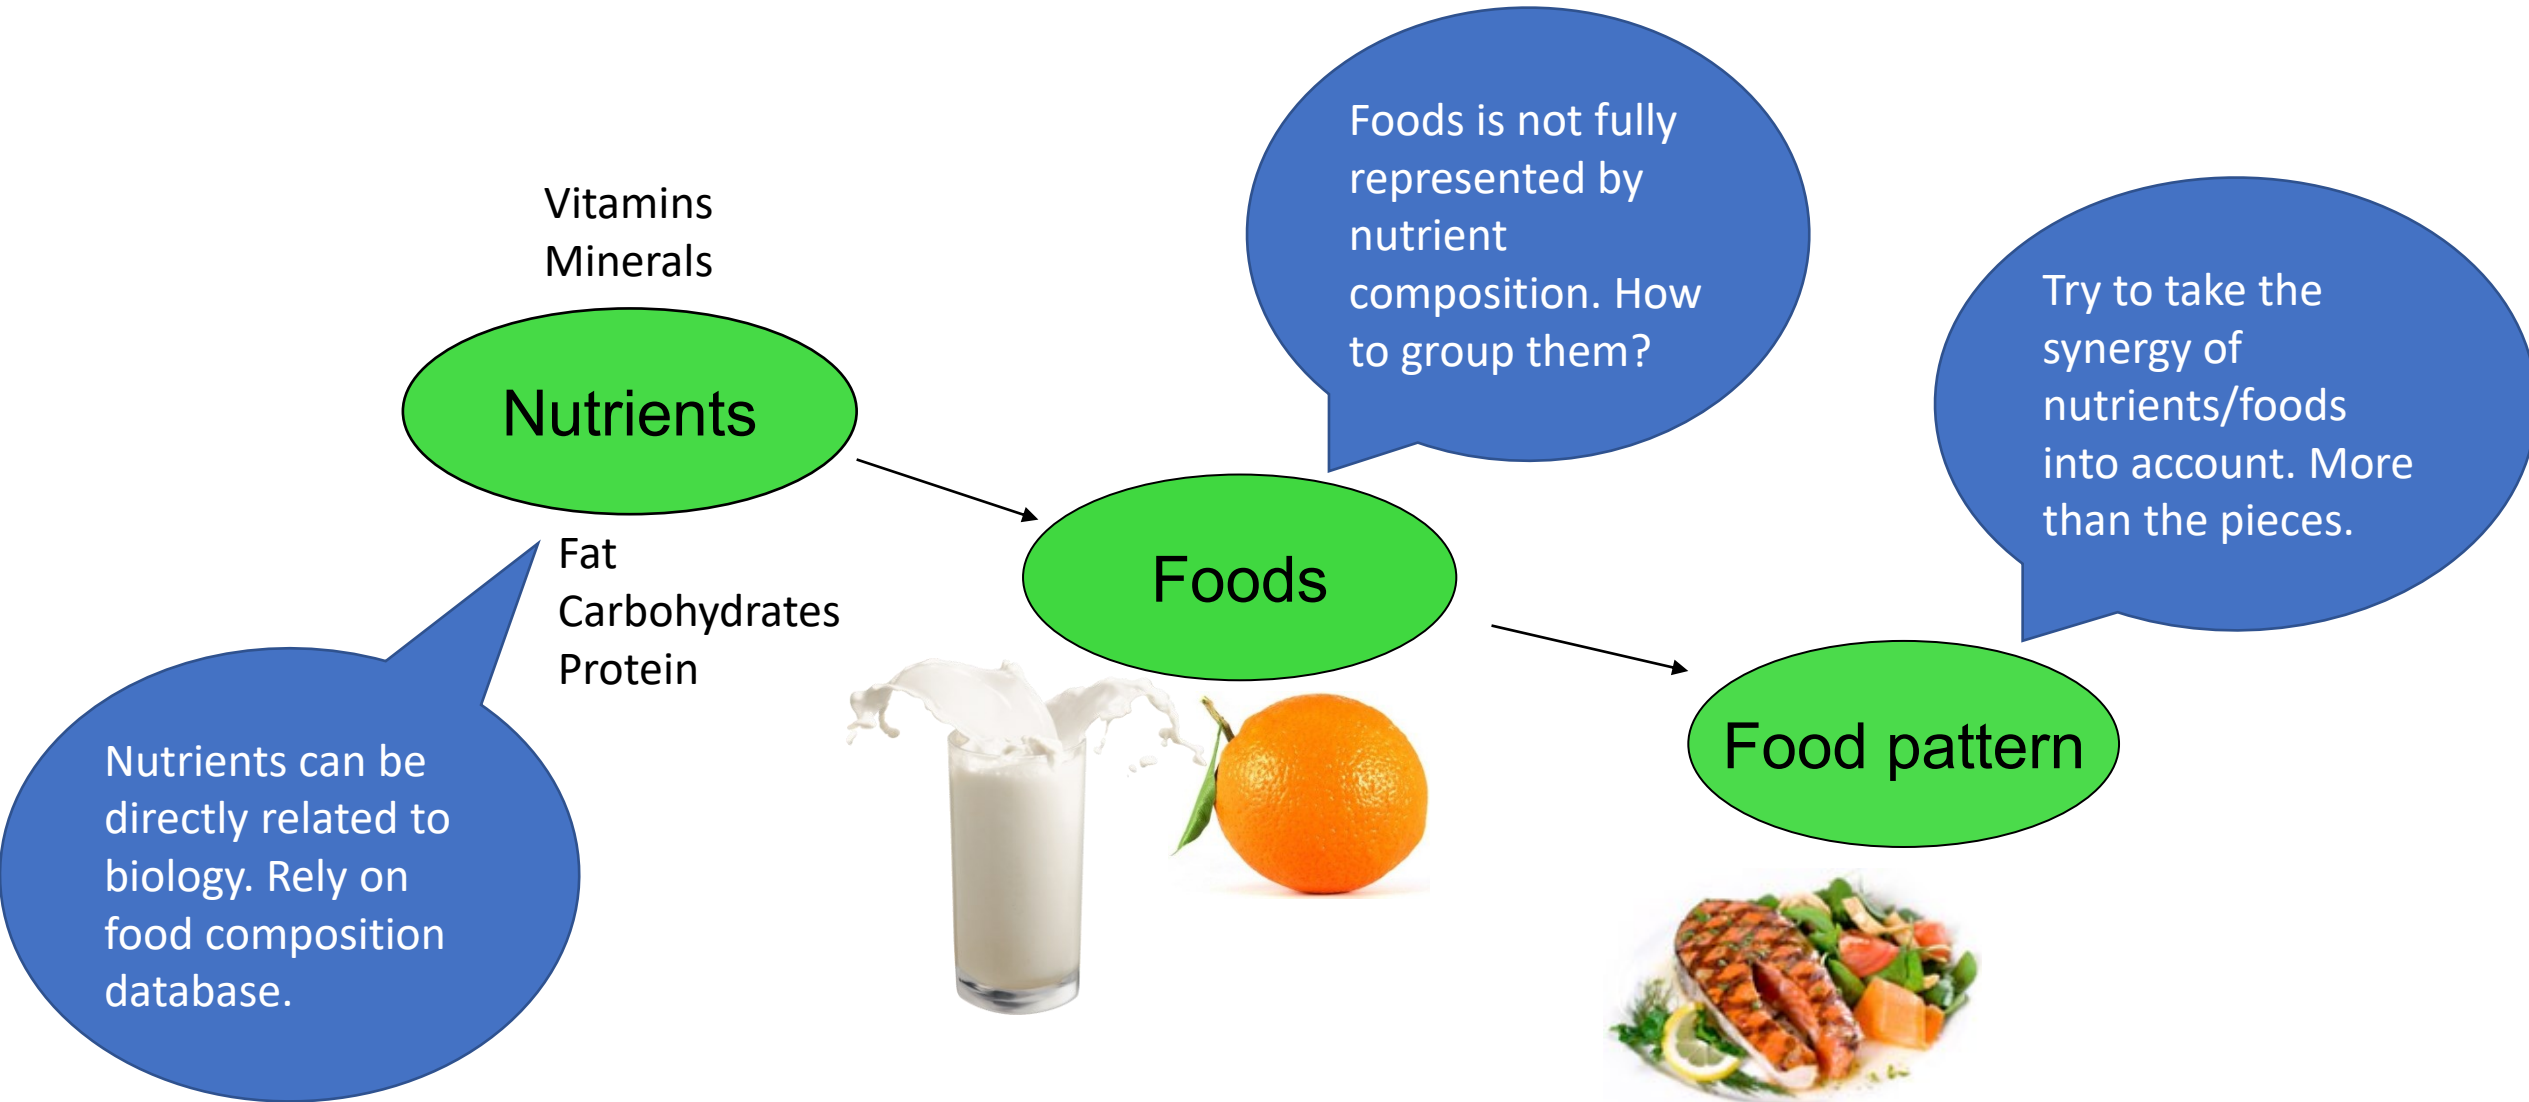 Vitamins
Minerals
Nutrients
Fat
Carbohydrates
Protein
Nutrients can be
directly related to
biology. Rely on
food composition
database.
Foods is not fully
represented by
nutrient
composition. How
to group them?
Foods
Try to take the
synergy of
nutrients/foods
into account. More
than the pieces.
Food pattern